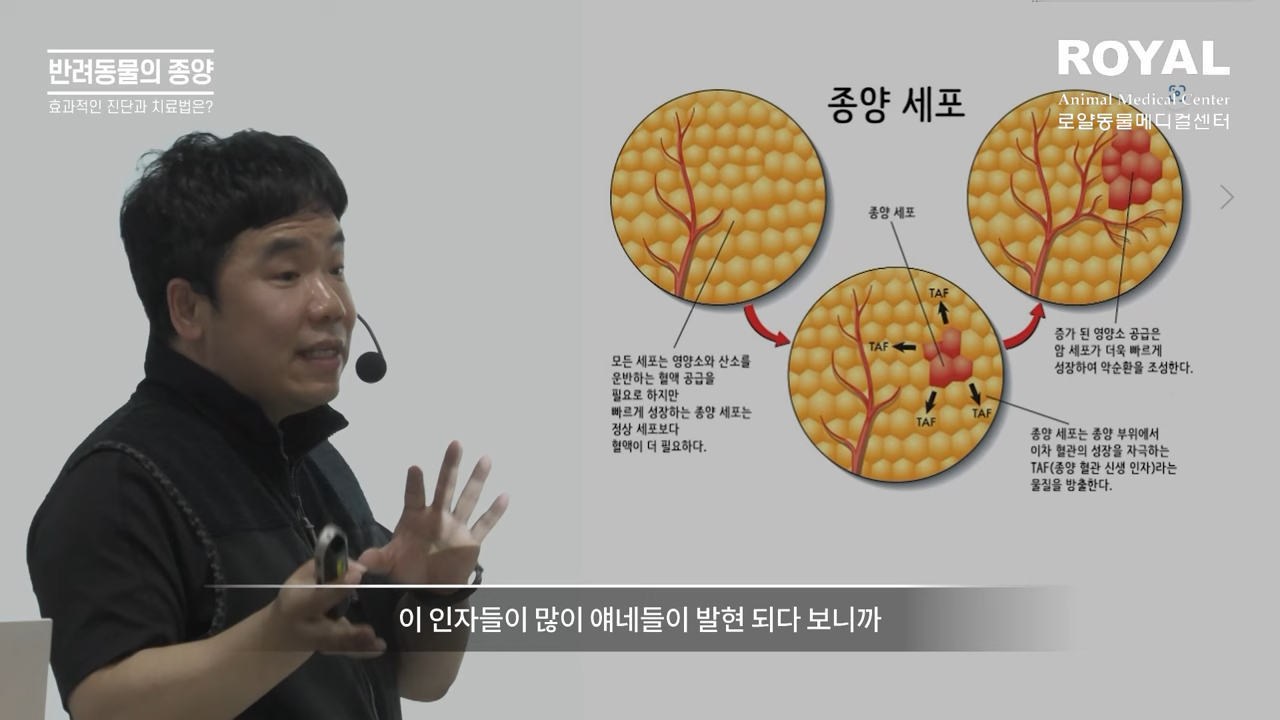 반려동물의 종양
효과적인 진단과 치료법은?
ROYAL
Animal Medical Center
로얄동물메디컬센터
종양 세포
종양 세포
TAF
TAF
TAF
TAF
모든 세포는 영양소와 산소를
운반하는 혈액 공급을
필요로 하지만
빠르게 성장하는 종양 세포는
정상 세포보다
혈액이 더 필요하다.
증가 된 영양소 공급은
암 세포가 더욱 빠르게
성장하여 악순환을 조성한다.
종양 세포는 종양 부위에서
이차 혈관의 성장을 자극하는
TAF(종양 혈관 신생 인자)라는
물질을 방출한다.
이 인자들이 많이 얘네들이 발현 되다 보니까